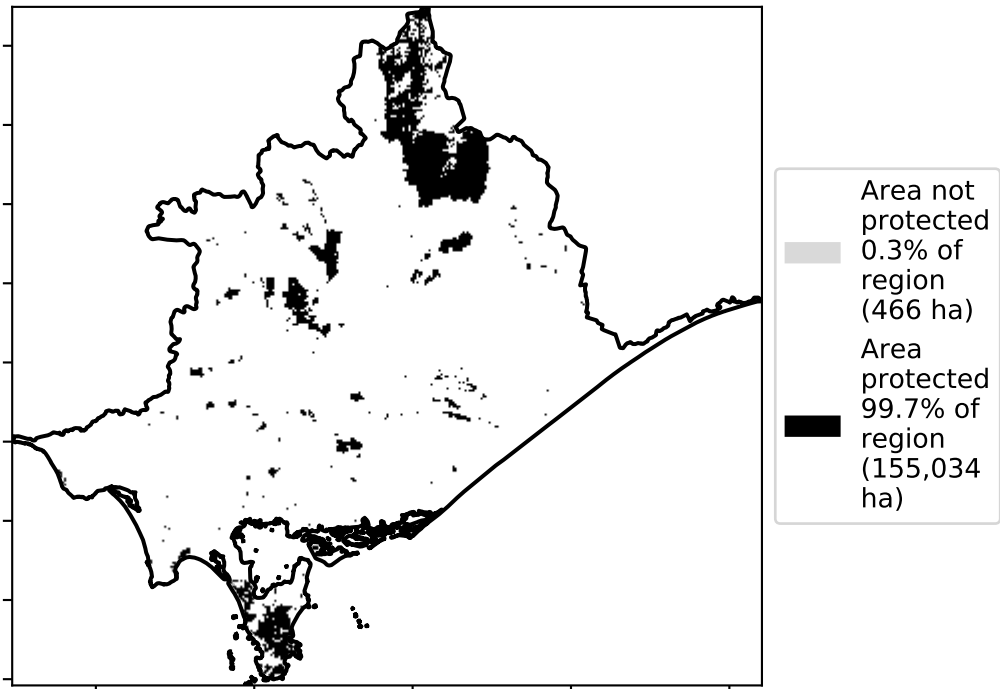 Area not
protected
0.3% of
region
(466 ha)
Area
protected
99.7% of
region
(155,034
ha)